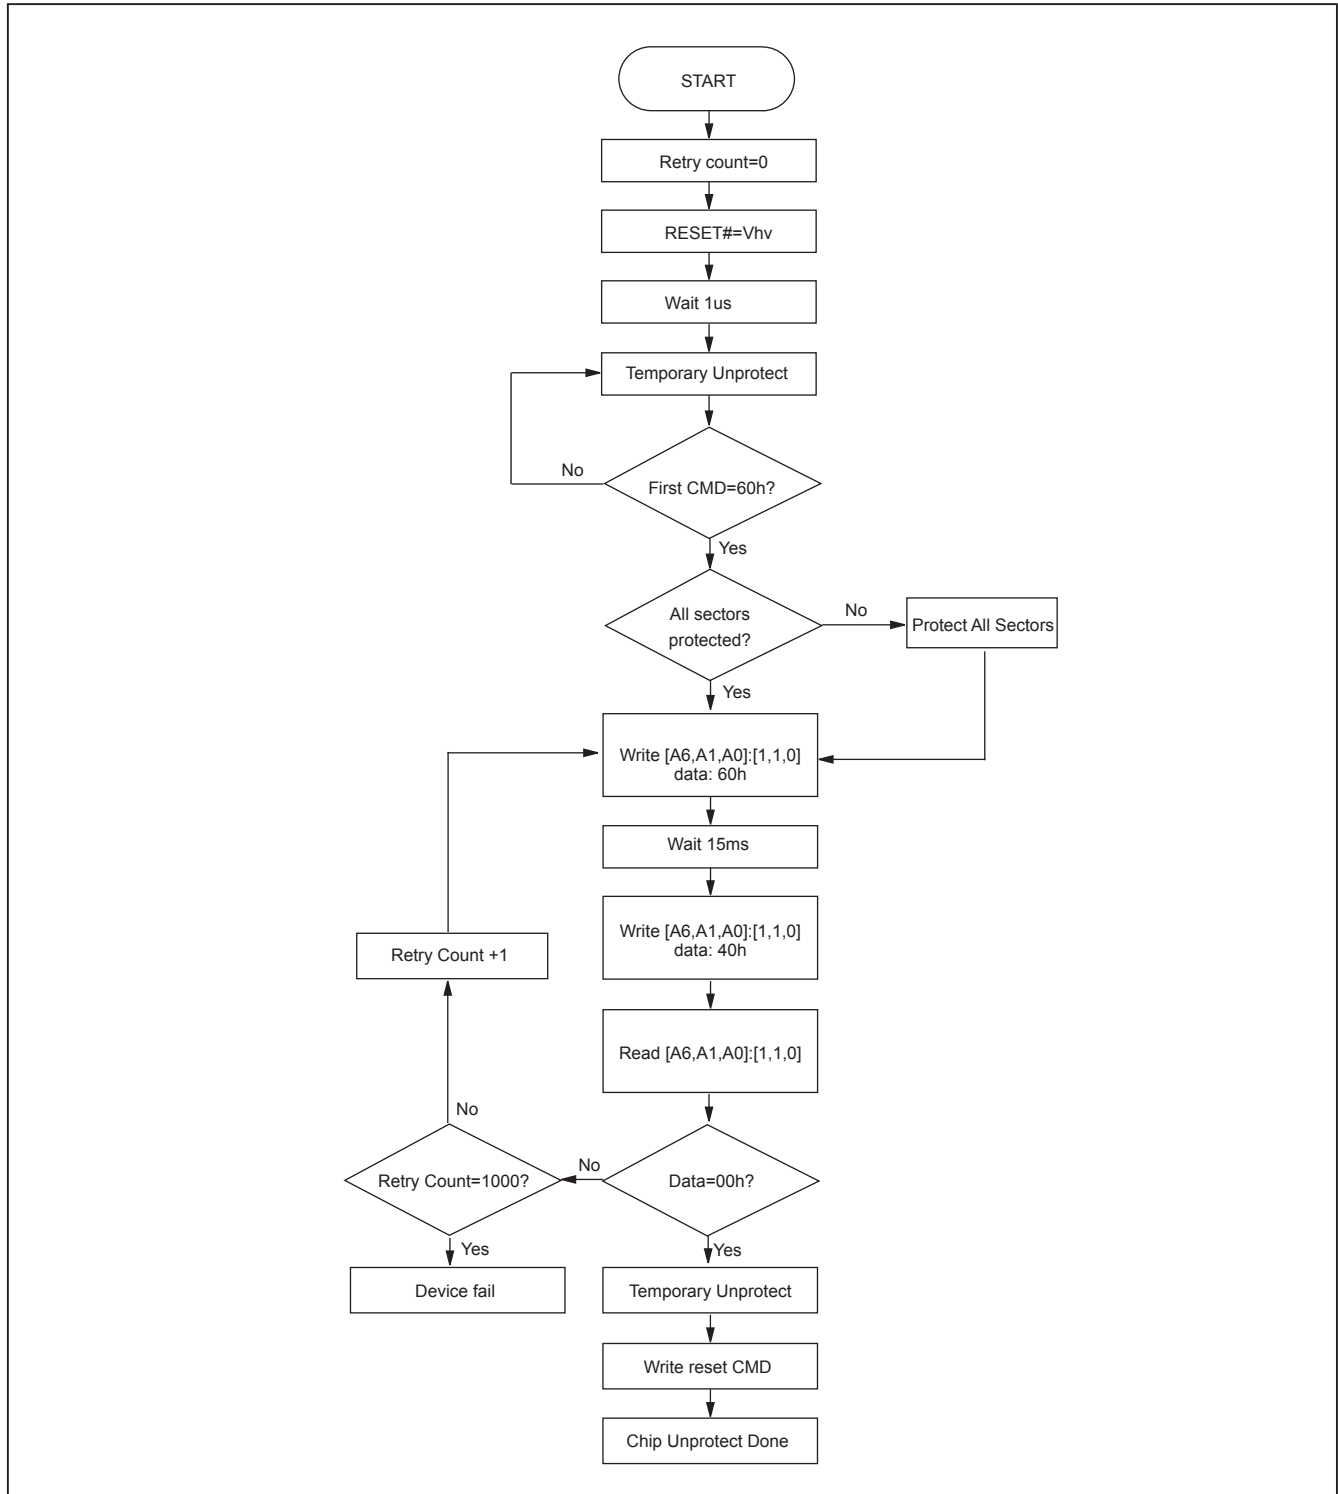 START
Retry count=0
RESET#=Vhv
Wait 1us
Temporary Unprotect
No
First CMD=60h?
Yes
All sectors
protected?
No
Protect All Sectors
Yes
Write [A6,A1,A0]:[1,1,0]
data: 60h
Wait 15ms
Write [A6,A1,A0]:[1,1,0]
data: 40h
Retry Count +1
Read [A6,A1,A0]:[1,1,0]
No
Retry Count=1000?
No
Data=00h?
Yes
Yes
Device fail
Temporary Unprotect
Write reset CMD
Chip Unprotect Done